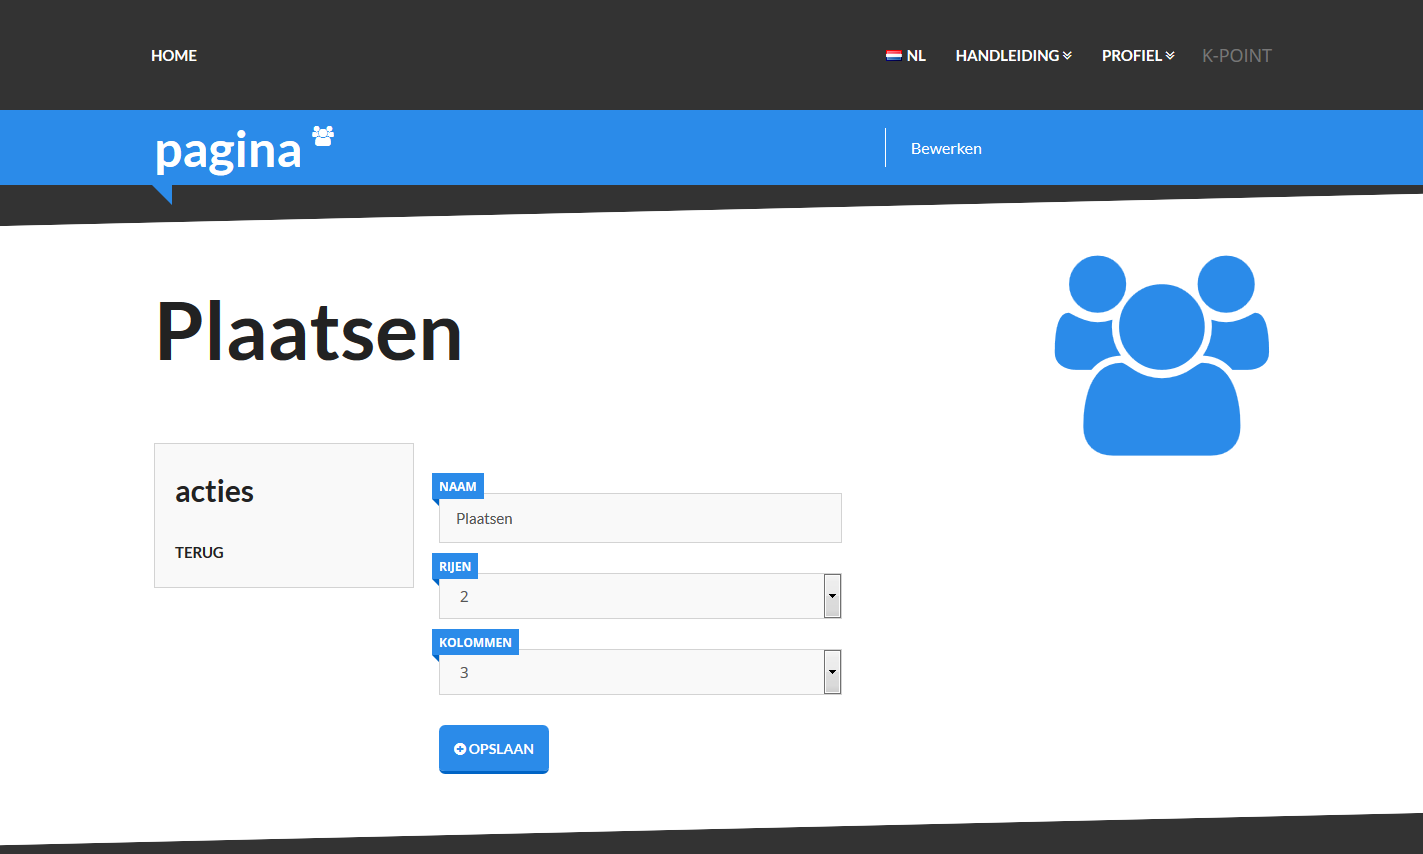 HOME
NL
HANDLEIDING
PROFIEL
K-POINT
pagina
Bewerken
Plaatsen
acties
TERUG
NAAM
Plaatsen
RIJEN
2
KOLOMMEN
3
OPSLAAN